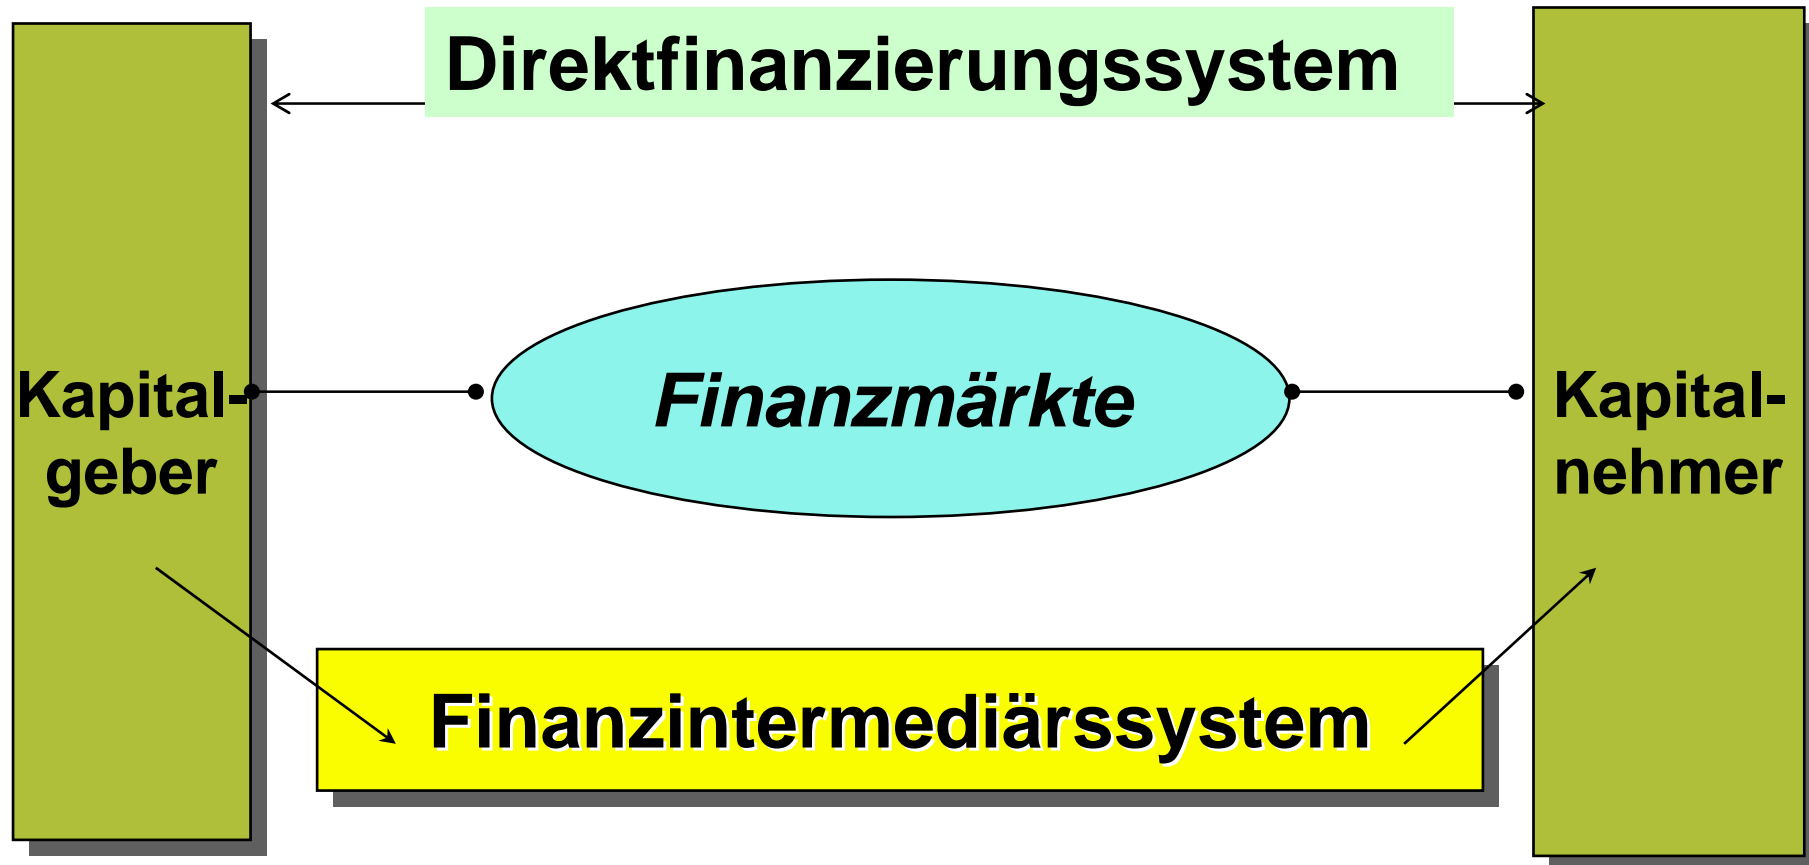 Direktfinanzierungssystem
Kapital-
geber
Finanzmärkte
Kapital-
nehmer
Finanzintermediärssystem